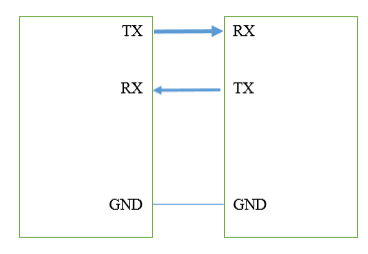 TX RX
RX TX
GND GND